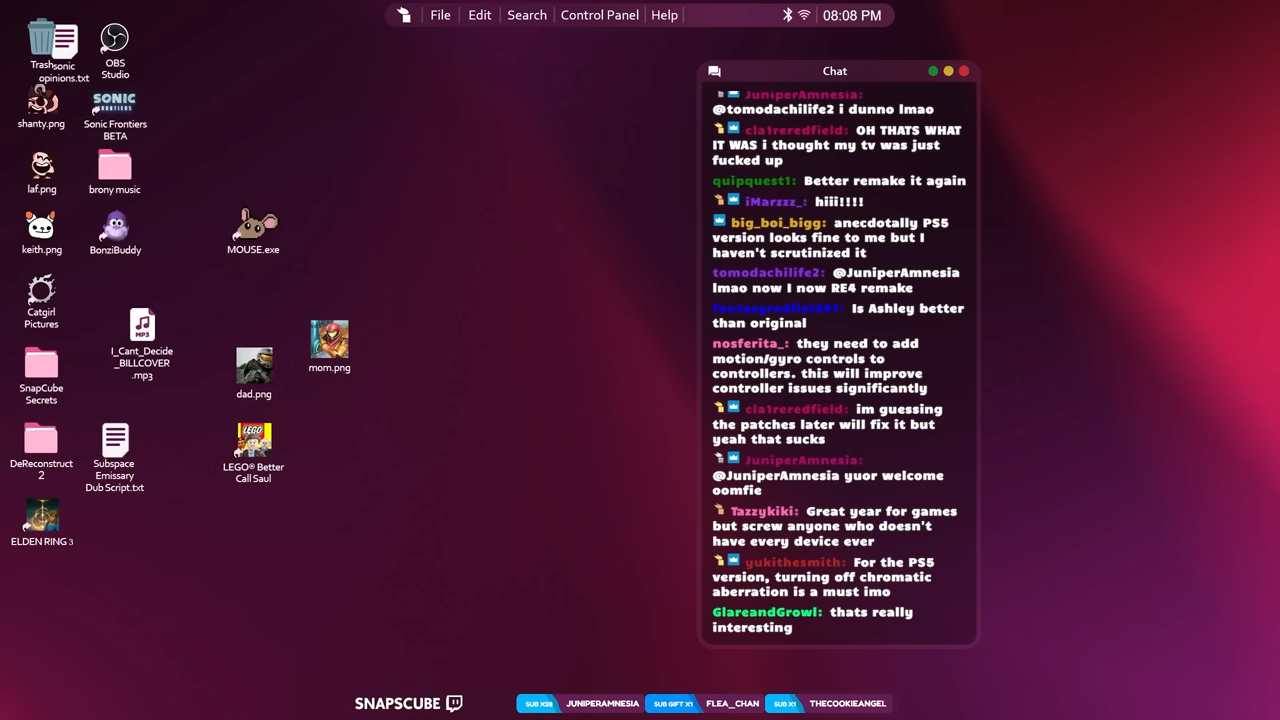 File
Edit
Search
Control Panel
Help
08:08 PM
Trash
sonic
opinions.txt
OBS
Studio
shanty.png
SONIC
FRONTIERS
Sonic Frontiers
BETA
laf.png
brony music
keith.png
BonziBuddy
MOUSE.exe
Catgirl
Pictures
MP3
I_Cant_Decide
_BILLCOVER
.mp3
mom.png
dad.png
SnapCube
Secrets
DeReconstruct
2
Subspace
Emissary
Dub Script.txt
LEGO
LEGO® Better
Call Saul
ELDEN RING 3
Chat
JuniperAmnesia:
@tomodachilife2 i dunno lmao
cla1reredfield: OH THATS WHAT
IT WAS i thought my tv was just
fucked up
quipquest1: Better remake it again
iMarzzz_: hiii!!!!
big_boi_bigg: anecdotally PS5
version looks fine to me but I
haven't scrutinized it
tomodachilife2: @JuniperAmnesia
lmao now I now RE4 remake
fantasyredfield47: Is Ashley better
than original
nosferita_: they need to add
motion/gyro controls to
controllers. this will improve
controller issues significantly
cla1reredfield: im guessing
the patches later will fix it but
yeah that sucks
JuniperAmnesia:
@JuniperAmnesia yuor welcome
oomfie
Tazzykiki: Great year for games
but screw anyone who doesn't
have every device ever
yukithesmith: For the PS5
version, turning off chromatic
aberration is a must imo
GlareandGrowl: thats really
interesting
SNAPSCUBE
SUB X28
JUNIPERAMNESIA
SUB GIFT X1
FLEA_CHAN
SUB X1
THECOOKIEANGEL